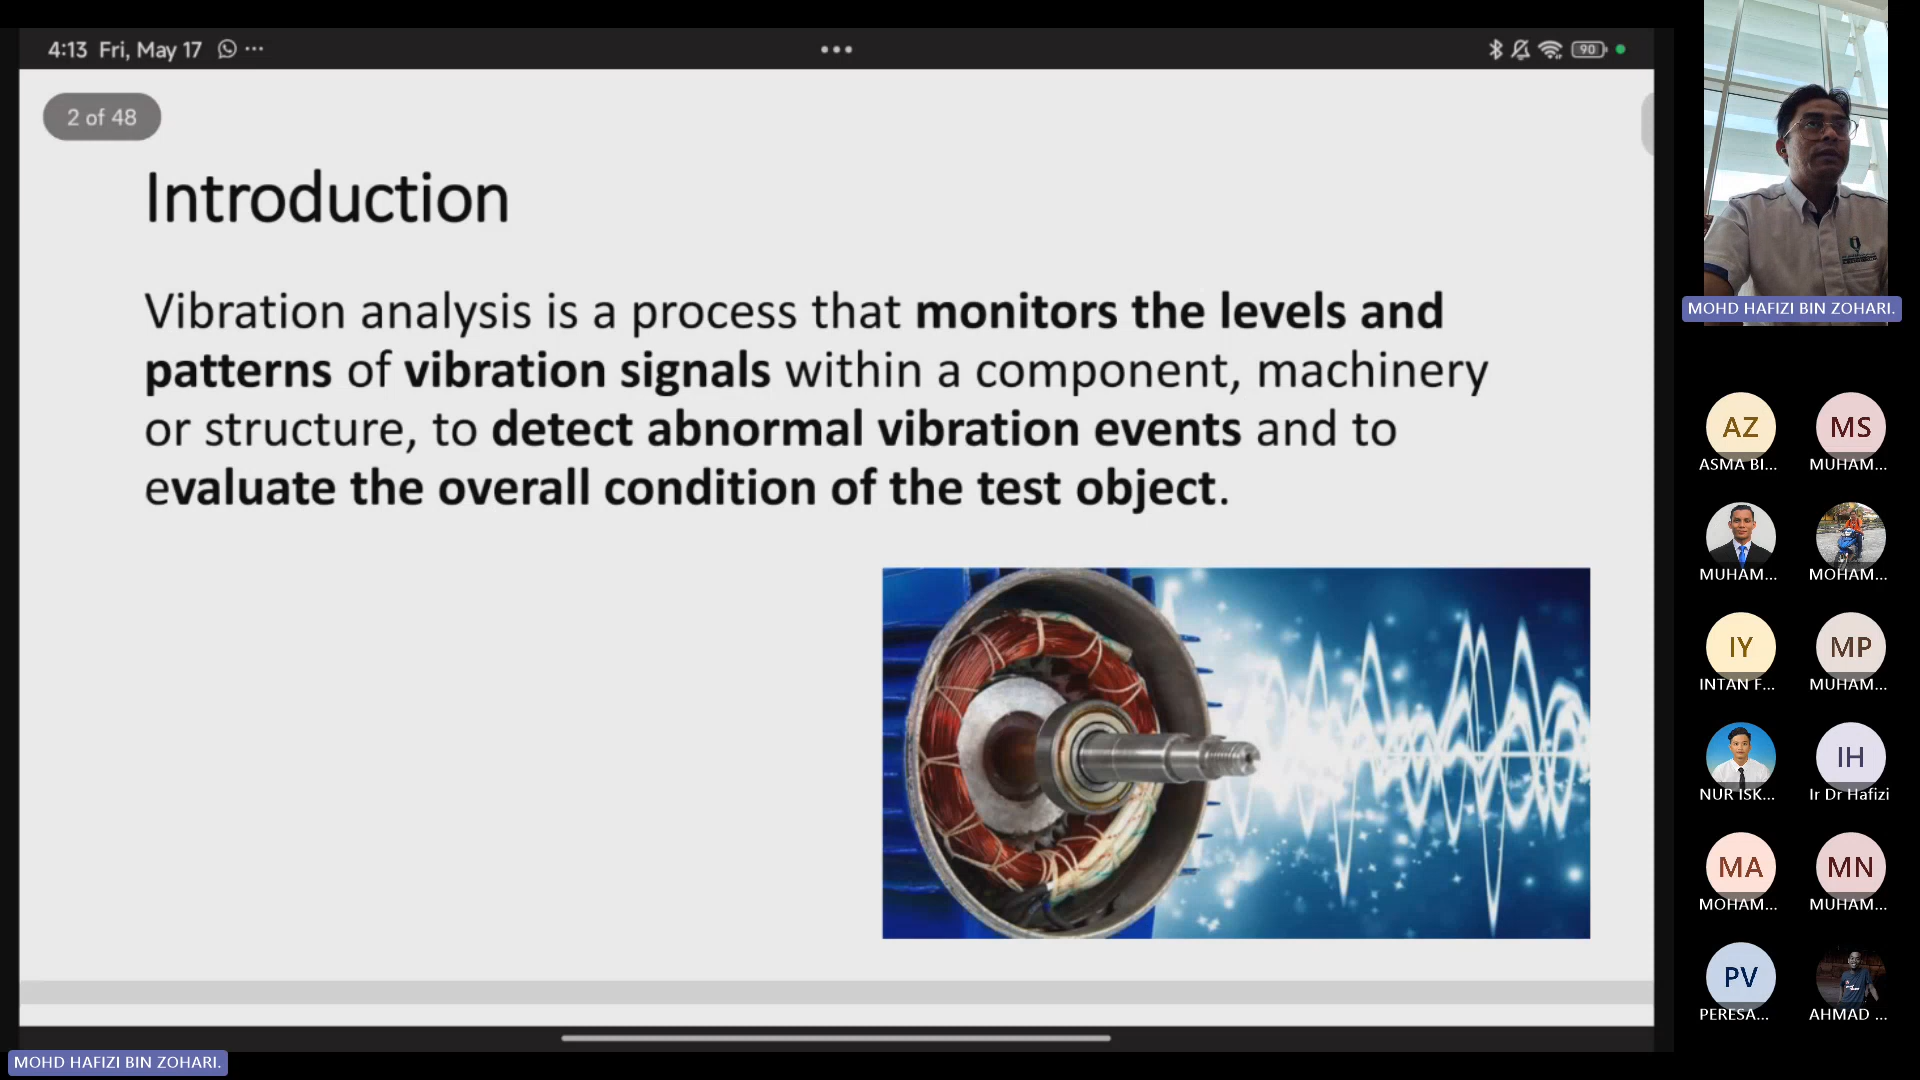 4:13 Fri, May 17
90
2 of 48
Introduction
Vibration analysis is a process that monitors the levels and
patterns of vibration signals within a component, machinery
or structure, to detect abnormal vibration events and to
evaluate the overall condition of the test object.
MOHD HAFIZI BIN ZOHARI.
AZ
ASMA BI...
MS
MUHAM...
MUHAM...
MOHAM...
IY
INTAN F...
MP
MUHAM...
NUR ISK...
IH
Ir Dr Hafizi
MA
MOHAM...
MN
MUHAM...
PV
PERESA...
AHMAD ...
MOHD HAFIZI BIN ZOHARI.